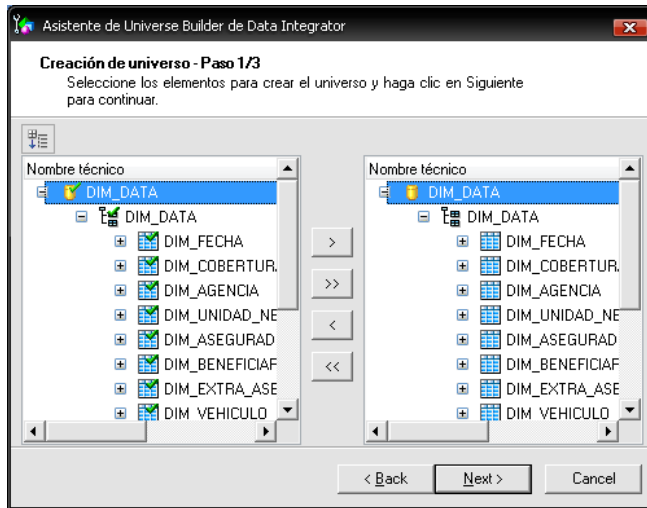 Asistente de Universe Builder de Data Integrator
Creación de universo - Paso 1/3
Seleccione los elementos para crear el universo y haga clic en Siguiente
para continuar.
Nombre técnico
DIM_DATA
DIM_DATA
DIM_FECHA
DIM_COBERTUR
DIM_AGENCIA
DIM_UNIDAD_NE
DIM_ASEGURAD
DIM_BENEFICIAF
DIM_EXTRA_ASE
DIM_VEHICULO
>
>>
<
<<
Nombre técnico
DIM_DATA
DIM_DATA
DIM_FECHA
DIM_COBERTUR
DIM_AGENCIA
DIM_UNIDAD_NE
DIM_ASEGURAD
DIM_BENEFICIAF
DIM_EXTRA_ASE
DIM_VEHICULO
< Back Next > Cancel